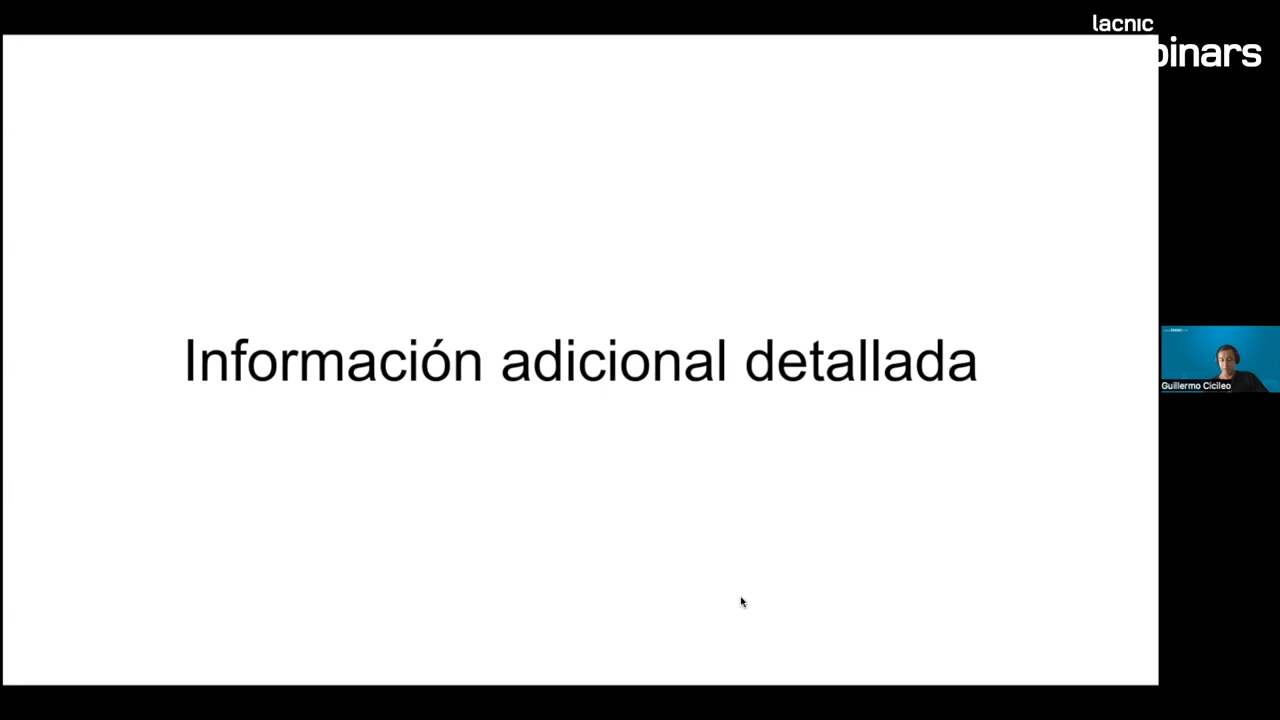 lacnic
binars
Información adicional detallada
Guillermo Cicileo